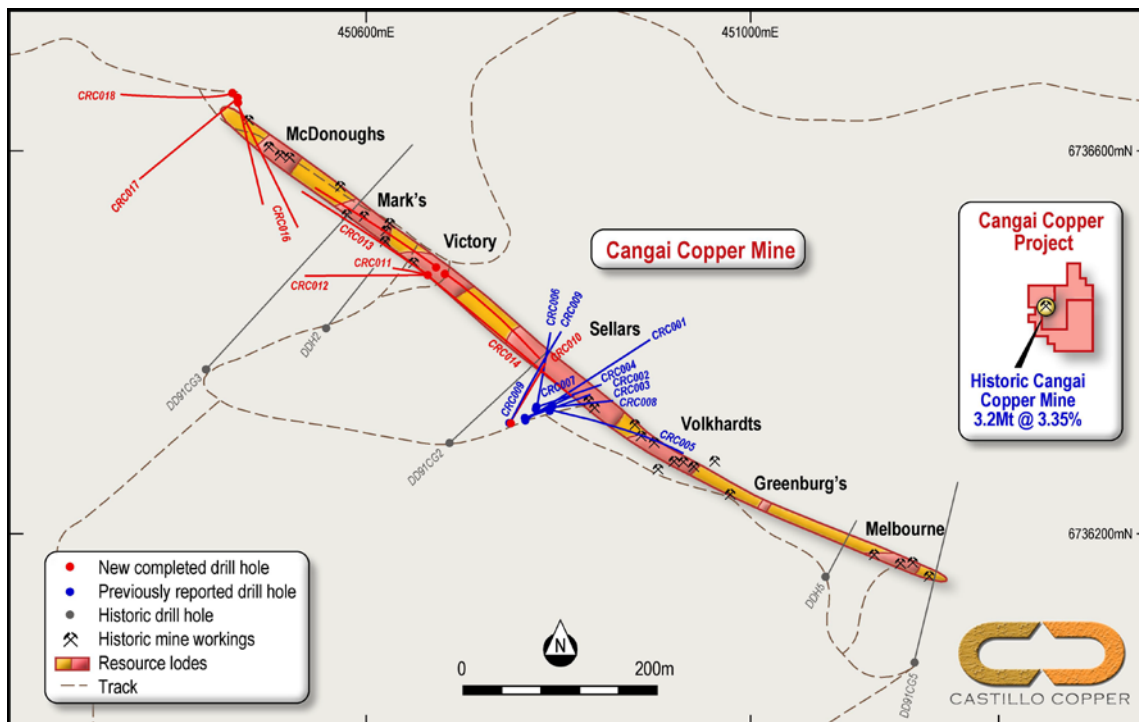 450600mE
451000mE
CRC018
McDonoughs
6736600mN
CRC017
CRC016
Mark's
CRC013
Victory
CRC011
CRC012
Cangai Copper Mine
Cangai Copper
Project
Historic Cangai
Copper Mine
3.2Mt @ 3.35%
CRC006
CRC009
Sellars
CRC001
CRC010
CRC014
CRC004
CRC002
CRC003
CRC007
CRC008
CRC009
CRC005
DDH2
DD91CG3
DD91CG2
Volkhardts
Greenburg's
Melbourne
6736200mN
DDH5
DD91CG5
New completed drill hole
Previously reported drill hole
Historic drill hole
Historic mine workings
Resource lodes
Track
N
0
200m
CASTILLO COPPER